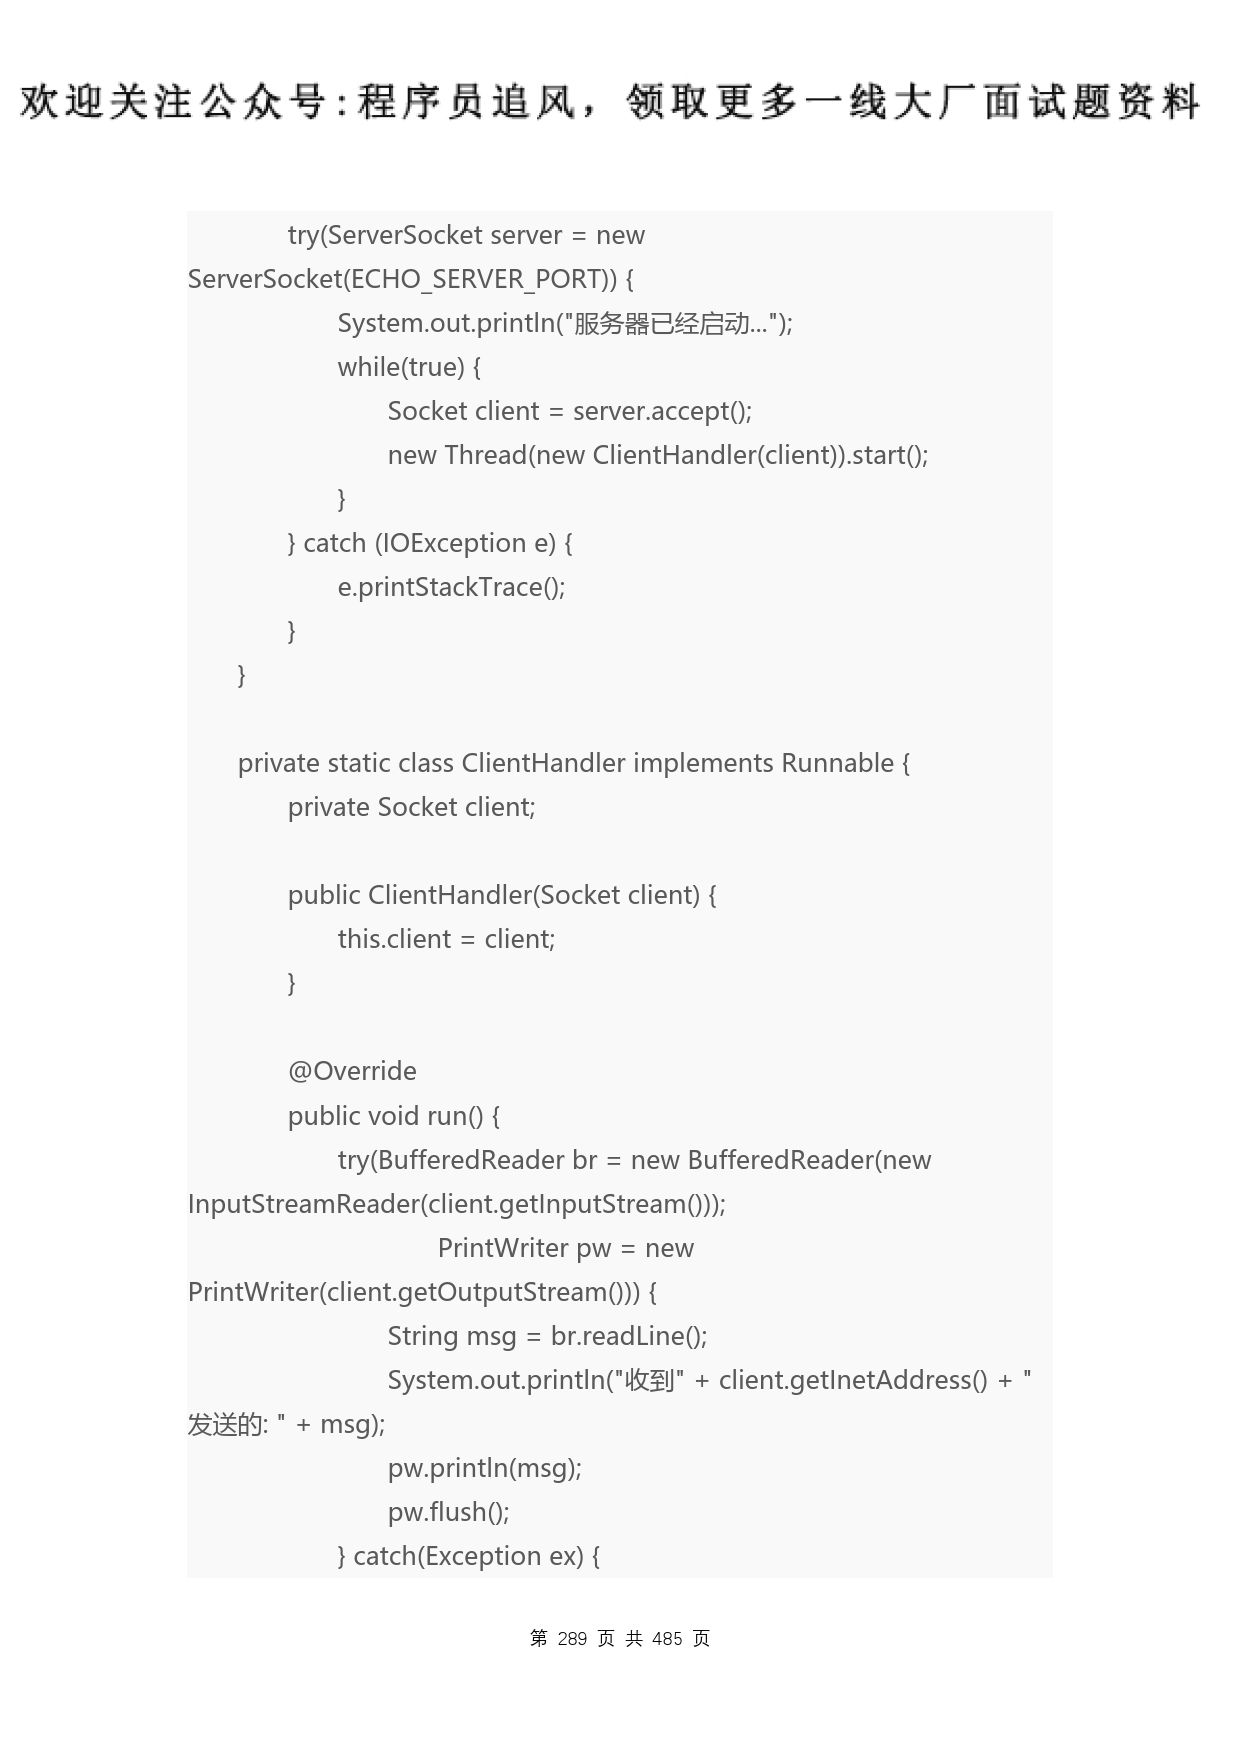 欢迎关注公众号:程序员追风，领取更多一线大厂面试题资料
try(ServerSocket server = new
ServerSocket(ECHO_SERVER_PORT)) {
System.out.println("服务器已经启动...");
while(true) {
Socket client = server.accept();
new Thread(new ClientHandler(client)).start();
}
} catch (IOException e) {
e.printStackTrace();
}
}
private static class ClientHandler implements Runnable {
private Socket client;
public ClientHandler(Socket client) {
this.client = client;
}
@Override
public void run() {
try(BufferedReader br = new BufferedReader(new
InputStreamReader(client.getInputStream()));
PrintWriter pw = new
PrintWriter(client.getOutputStream())) {
String msg = br.readLine();
System.out.println("收到" + client.getInetAddress() + "
发送的: " + msg);
pw.println(msg);
pw.flush();
} catch(Exception ex) {
第 289 页 共 485 页